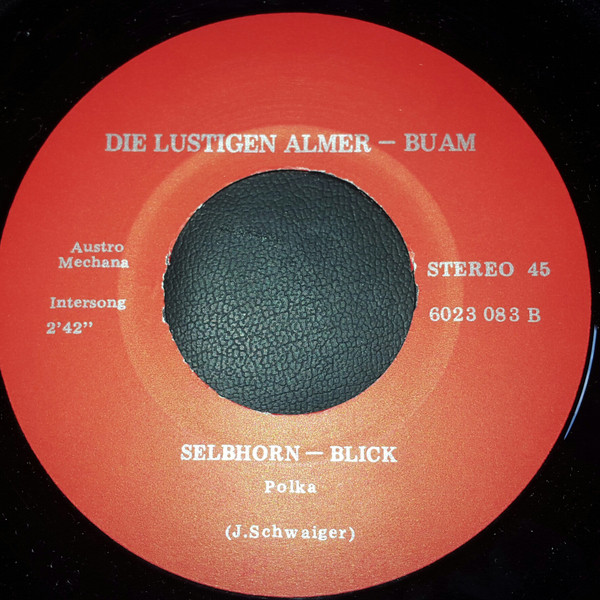 DIE LUSTIGEN ALMER — BUAM
Austro
Mechana
Intersong
2'42"
STEREO 45
6023 083 B
SELBHORN — BLICK
Polka
(J.Schwaiger)